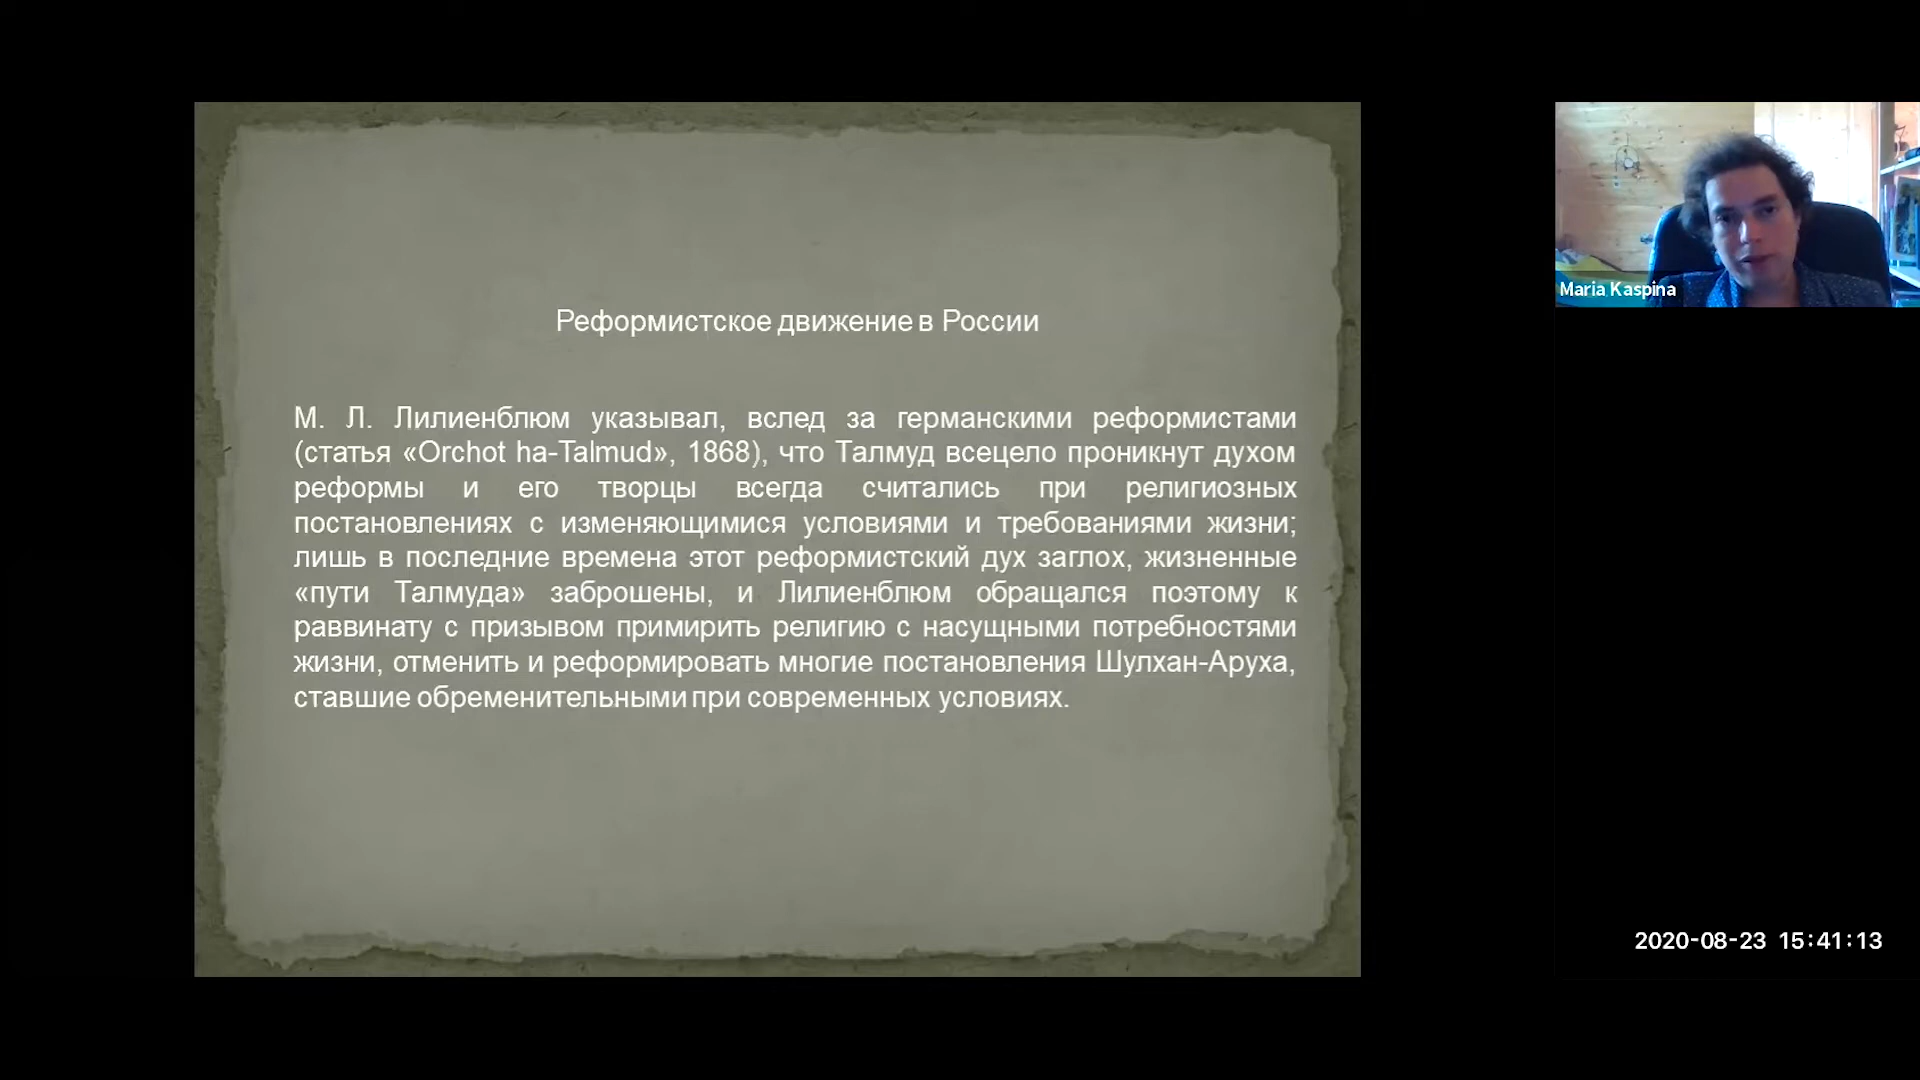 Реформистское движение в России
М. Л. Лилиенблюм указывал, вслед за германскими реформистами
(статья «Orchot ha-Talmud», 1868), что Талмуд всецело проникнут духом
реформы и его творцы всегда считались при религиозных
постановлениях с изменяющимися условиями и требованиями жизни;
лишь в последние времена этот реформистский дух заглох, жизненные
«пути Талмуда» заброшены, и Лилиенблюм обращался поэтому к
раввинату с призывом примирить религию с насущными потребностями
жизни, отменить и реформировать многие постановления Шулхан-Аруха,
ставшие обременительными при современных условиях.
Maria Kaspina
2020-08-23 15:41:13